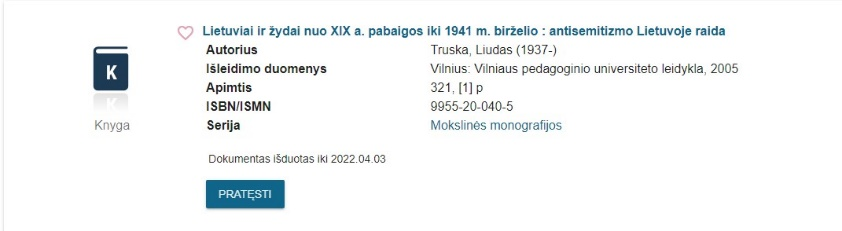 Lietuviai ir žydai nuo XIX a. pabaigos iki 1941 m. birželio : antisemitizmo Lietuvoje raida
Autorius Truska, Liudas (1937-)
Išleidimo duomenys Vilnius: Vilniaus pedagoginio universiteto leidykla, 2005
Apimtis 321, [1] p
ISBN/ISMN 9955-20-040-5
Serija Mokslinės monografijos
K
Knyga
Dokumentas išduotas iki 2022.04.03
PRATĘSTI